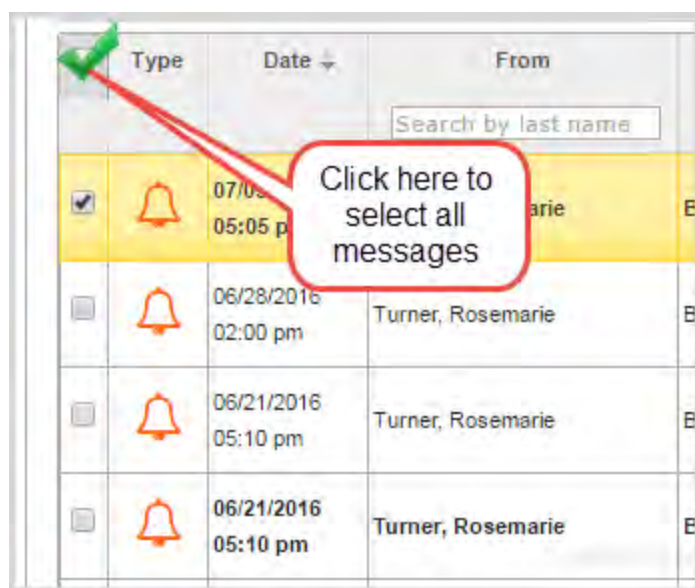 Type Date From
Search by last name
Click here to
select all
messages
05:05 p arie
06/28/2016
02:00 pm
Turner, Rosemarie
06/21/2016
05:10 pm
Turner, Rosemarie
06/21/2016
05:10 pm
Turner, Rosemarie